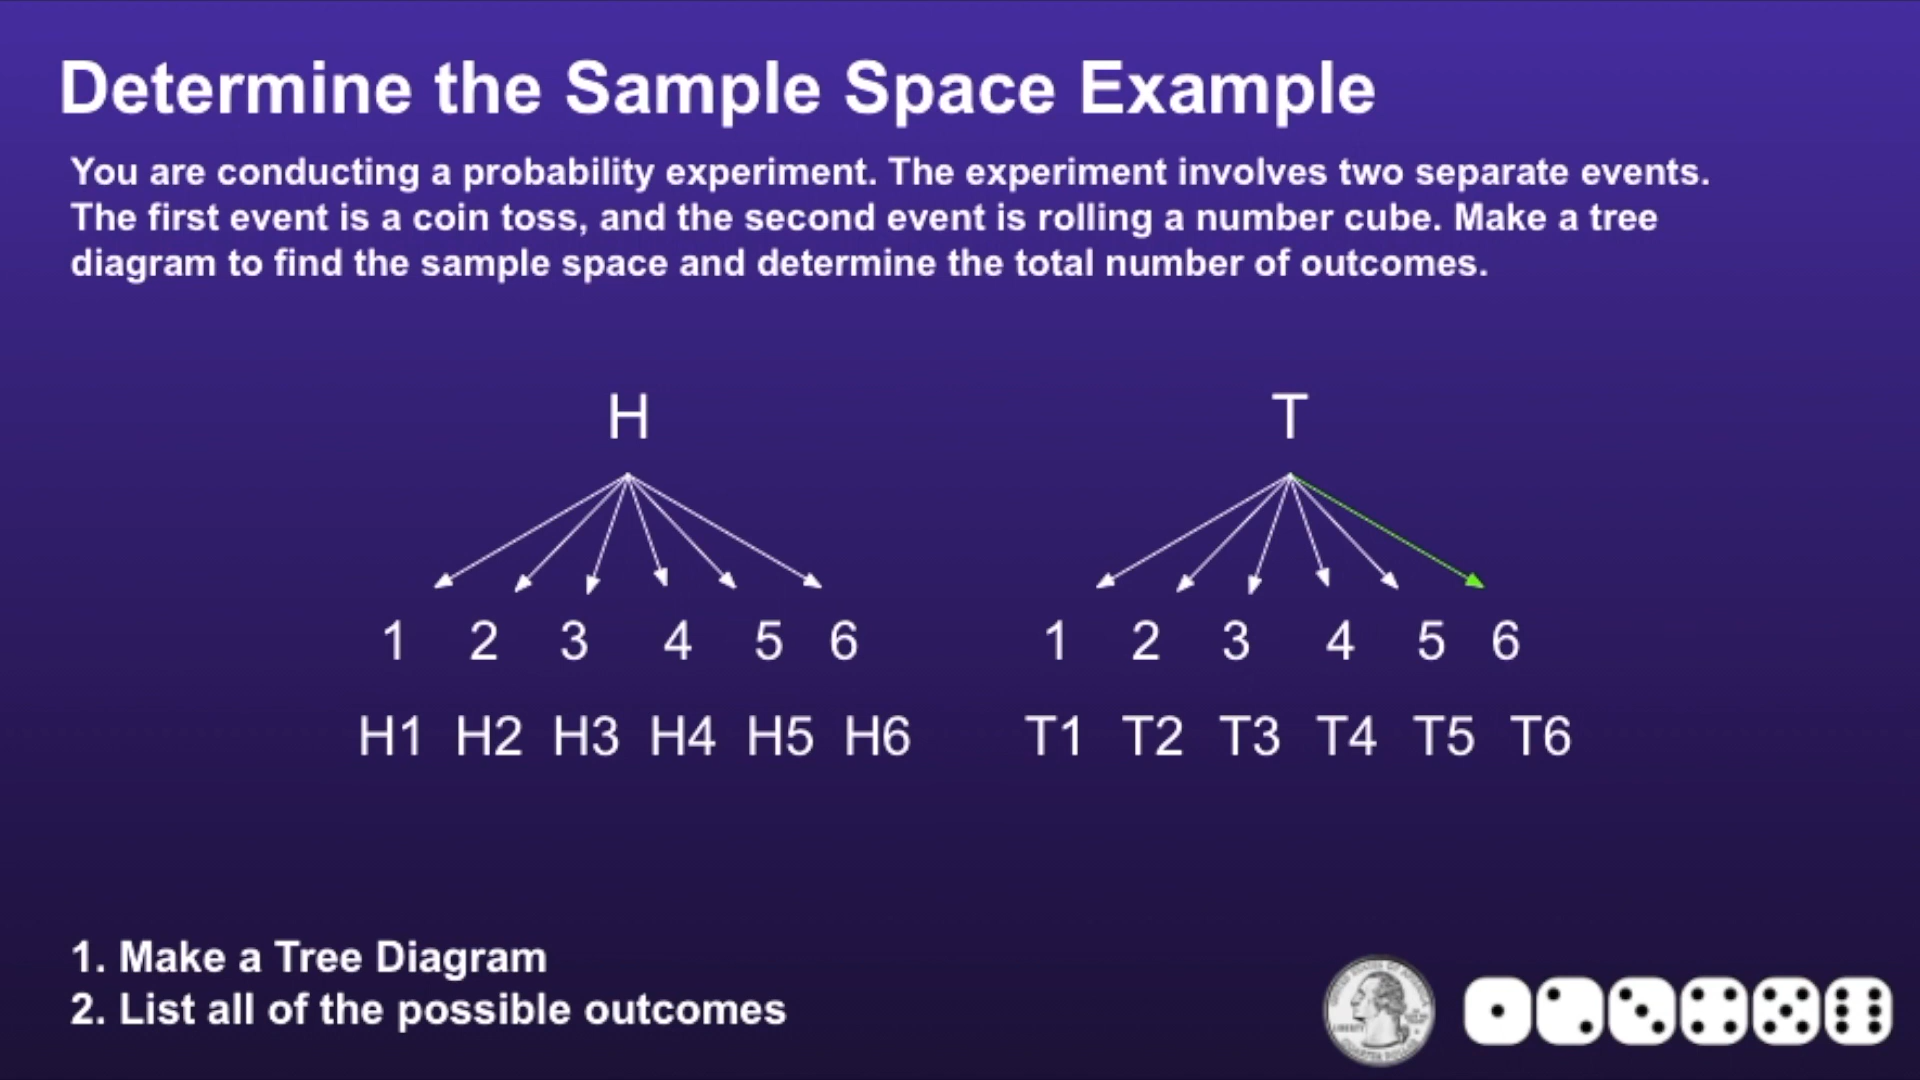 Determine the Sample Space Example
You are conducting a probability experiment. The experiment involves two separate events.
The first event is a coin toss, and the second event is rolling a number cube. Make a tree
diagram to find the sample space and determine the total number of outcomes.
H T
1 2 3 4 5 6 1 2 3 4 5 6
H1 H2 H3 H4 H5 H6 T1 T2 T3 T4 T5 T6
1. Make a Tree Diagram
2. List all of the possible outcomes
LIBERTY
QUARTER DOLLAR